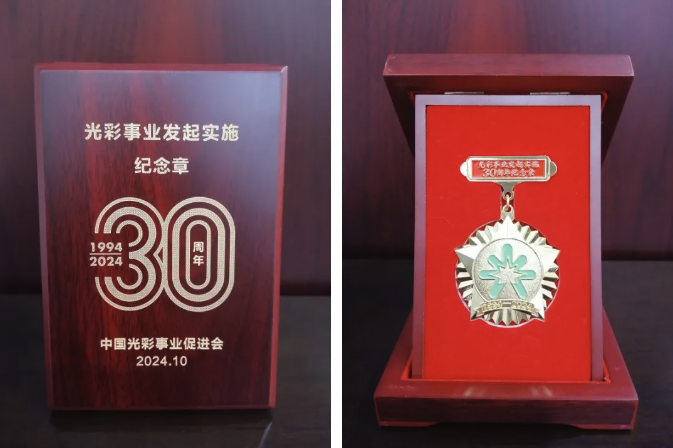 光彩事业发起实施
纪念章
1994
2024
30
周年
中国光彩事业促进会
2024.10
光彩事业发起实施
30周年纪念章